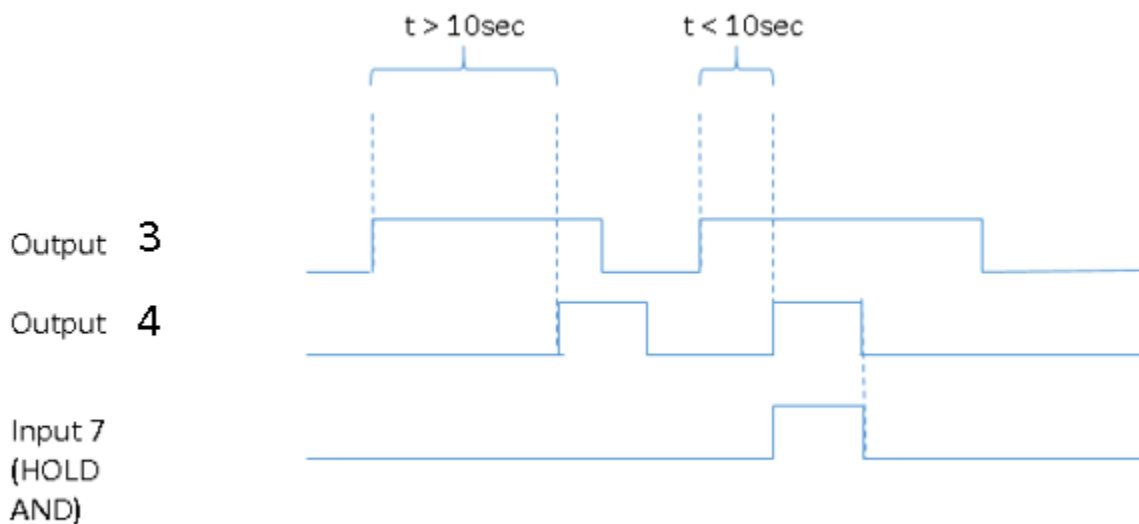 t > 10sec
t < 10sec
Output 3
Output 4
Input 7
(HOLD
AND)